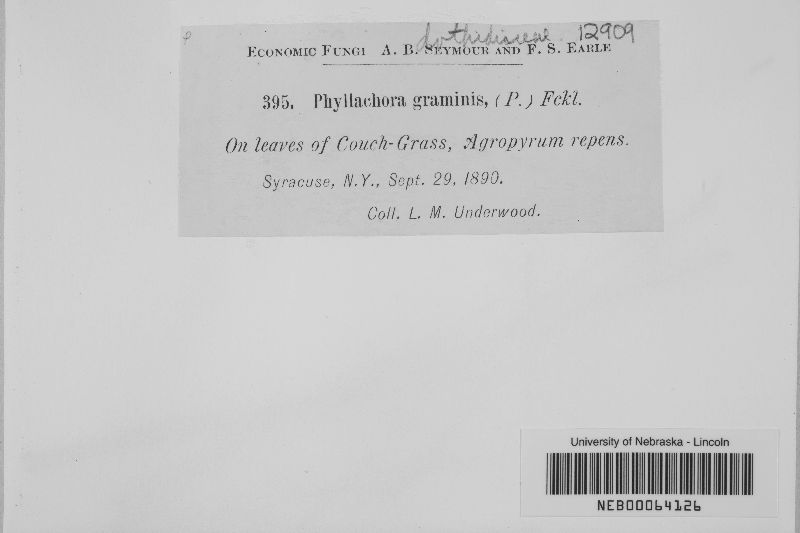 dothidiaceae 12909
ECONOMIC FUNGI A. B. SEYMOUR AND F. S. EARLE
395. Phyllachora graminis, (P.) Fckl.
On leaves of Couch-Grass, Agropyrum repens.
Syracuse, N.Y., Sept. 29, 1890.
Coll. L. M. Underwood.
University of Nebraska - Lincoln
NEB00064126